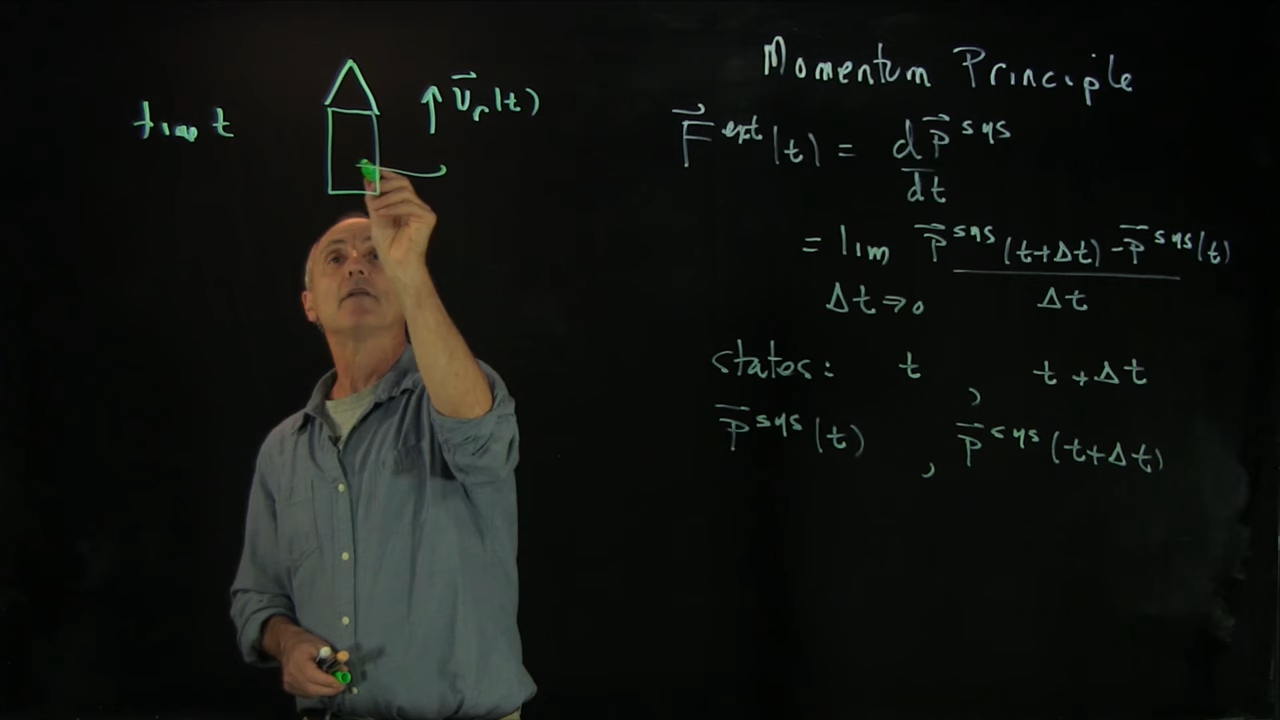 Momentum Principle
time t
v⃗ᵣ(t)
F⃗^ext(t) = dP⃗^sys/dt
= lim Δt→0 (P⃗^sys(t+Δt) - P⃗^sys(t))/Δt
states: t , t+Δt
P⃗^sys(t) , P⃗^sys(t+Δt)